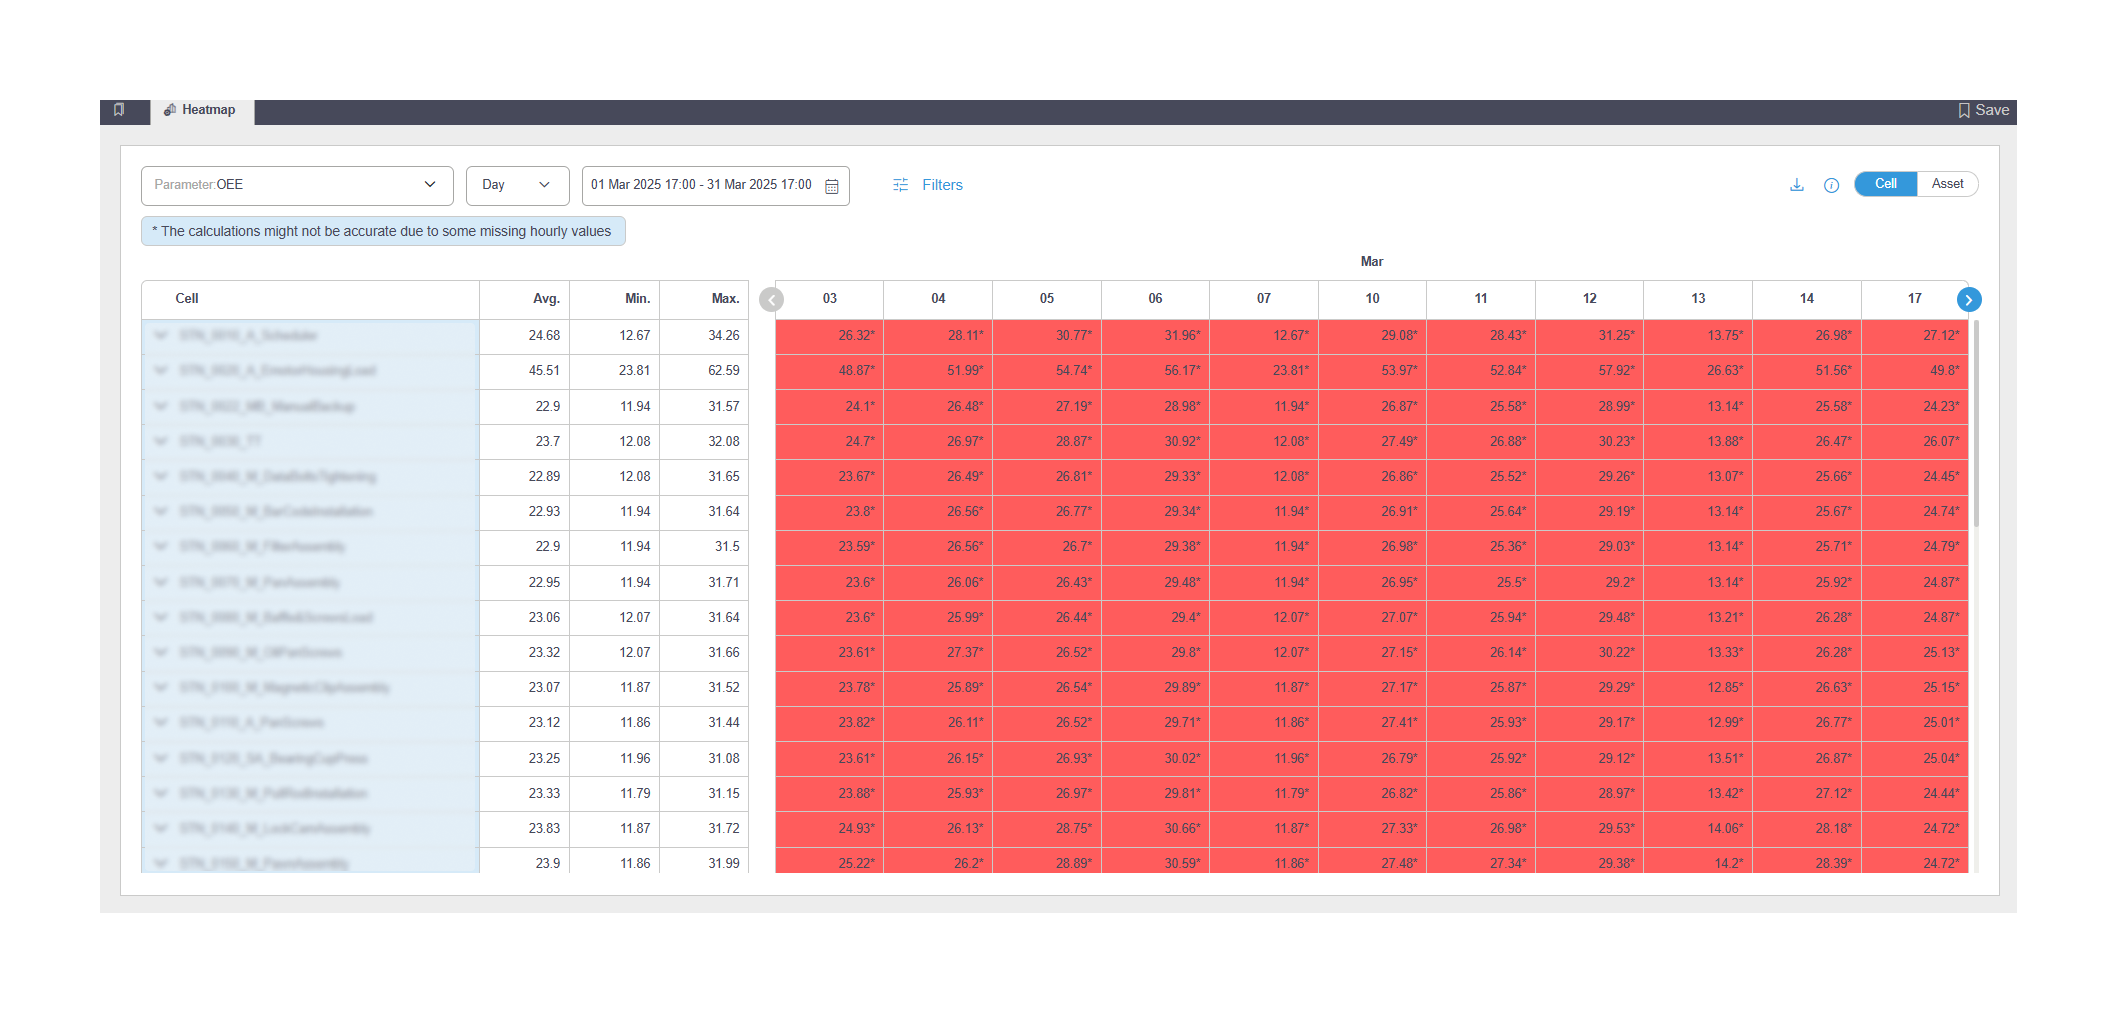 Heatmap
Save
Parameter:OEE
Day
01 Mar 2025 17:00 - 31 Mar 2025 17:00
Filters
Cell
Asset
* The calculations might not be accurate due to some missing hourly values
Mar
Cell Avg. Min. Max. 03 04 05 06 07 10 11 12 13 14 17
24.68 12.67 34.26 26.32* 28.11* 30.77* 31.96* 12.67* 29.08* 28.43* 31.25* 13.75* 26.98* 27.12*
45.51 23.81 62.59 48.87* 51.99* 54.74* 56.17* 23.81* 53.97* 52.84* 57.92* 26.63* 51.56* 49.8*
22.9 11.94 31.57 24.1* 26.48* 27.19* 28.98* 11.94* 26.87* 25.58* 28.99* 13.14* 25.58* 24.23*
23.7 12.08 32.08 24.7* 26.97* 28.87* 30.92* 12.08* 27.49* 26.88* 30.23* 13.88* 26.47* 26.07*
22.89 12.08 31.65 23.67* 26.49* 26.81* 29.33* 12.08* 26.86* 25.52* 29.26* 13.07* 25.66* 24.45*
22.93 11.94 31.64 23.8* 26.56* 26.77* 29.34* 11.94* 26.91* 25.64* 29.19* 13.14* 25.67* 24.74*
22.9 11.94 31.5 23.59* 26.56* 26.7* 29.38* 11.94* 26.98* 25.36* 29.03* 13.14* 25.71* 24.79*
22.95 11.94 31.71 23.6* 26.06* 26.43* 29.48* 11.94* 26.95* 25.5* 29.2* 13.14* 25.92* 24.87*
23.06 12.07 31.64 23.6* 25.99* 26.44* 29.4* 12.07* 27.07* 25.94* 29.48* 13.21* 26.28* 24.87*
23.32 12.07 31.66 23.61* 27.37* 26.52* 29.8* 12.07* 27.15* 26.14* 30.22* 13.33* 26.28* 25.13*
23.07 11.87 31.52 23.78* 25.89* 26.54* 29.89* 11.87* 27.17* 25.87* 29.29* 12.85* 26.63* 25.15*
23.12 11.86 31.44 23.82* 26.11* 26.52* 29.71* 11.86* 27.41* 25.93* 29.17* 12.99* 26.77* 25.01*
23.25 11.96 31.08 23.61* 26.15* 26.93* 30.02* 11.96* 26.79* 25.92* 29.12* 13.51* 26.87* 25.04*
23.33 11.79 31.15 23.88* 25.93* 26.97* 29.81* 11.79* 26.82* 25.86* 28.97* 13.42* 27.12* 24.44*
23.83 11.87 31.72 24.93* 26.13* 28.75* 30.66* 11.87* 27.33* 26.98* 29.53* 14.06* 28.18* 24.72*
23.9 11.86 31.99 25.22* 26.2* 28.89* 30.59* 11.86* 27.48* 27.34* 29.38* 14.2* 28.39* 24.72*